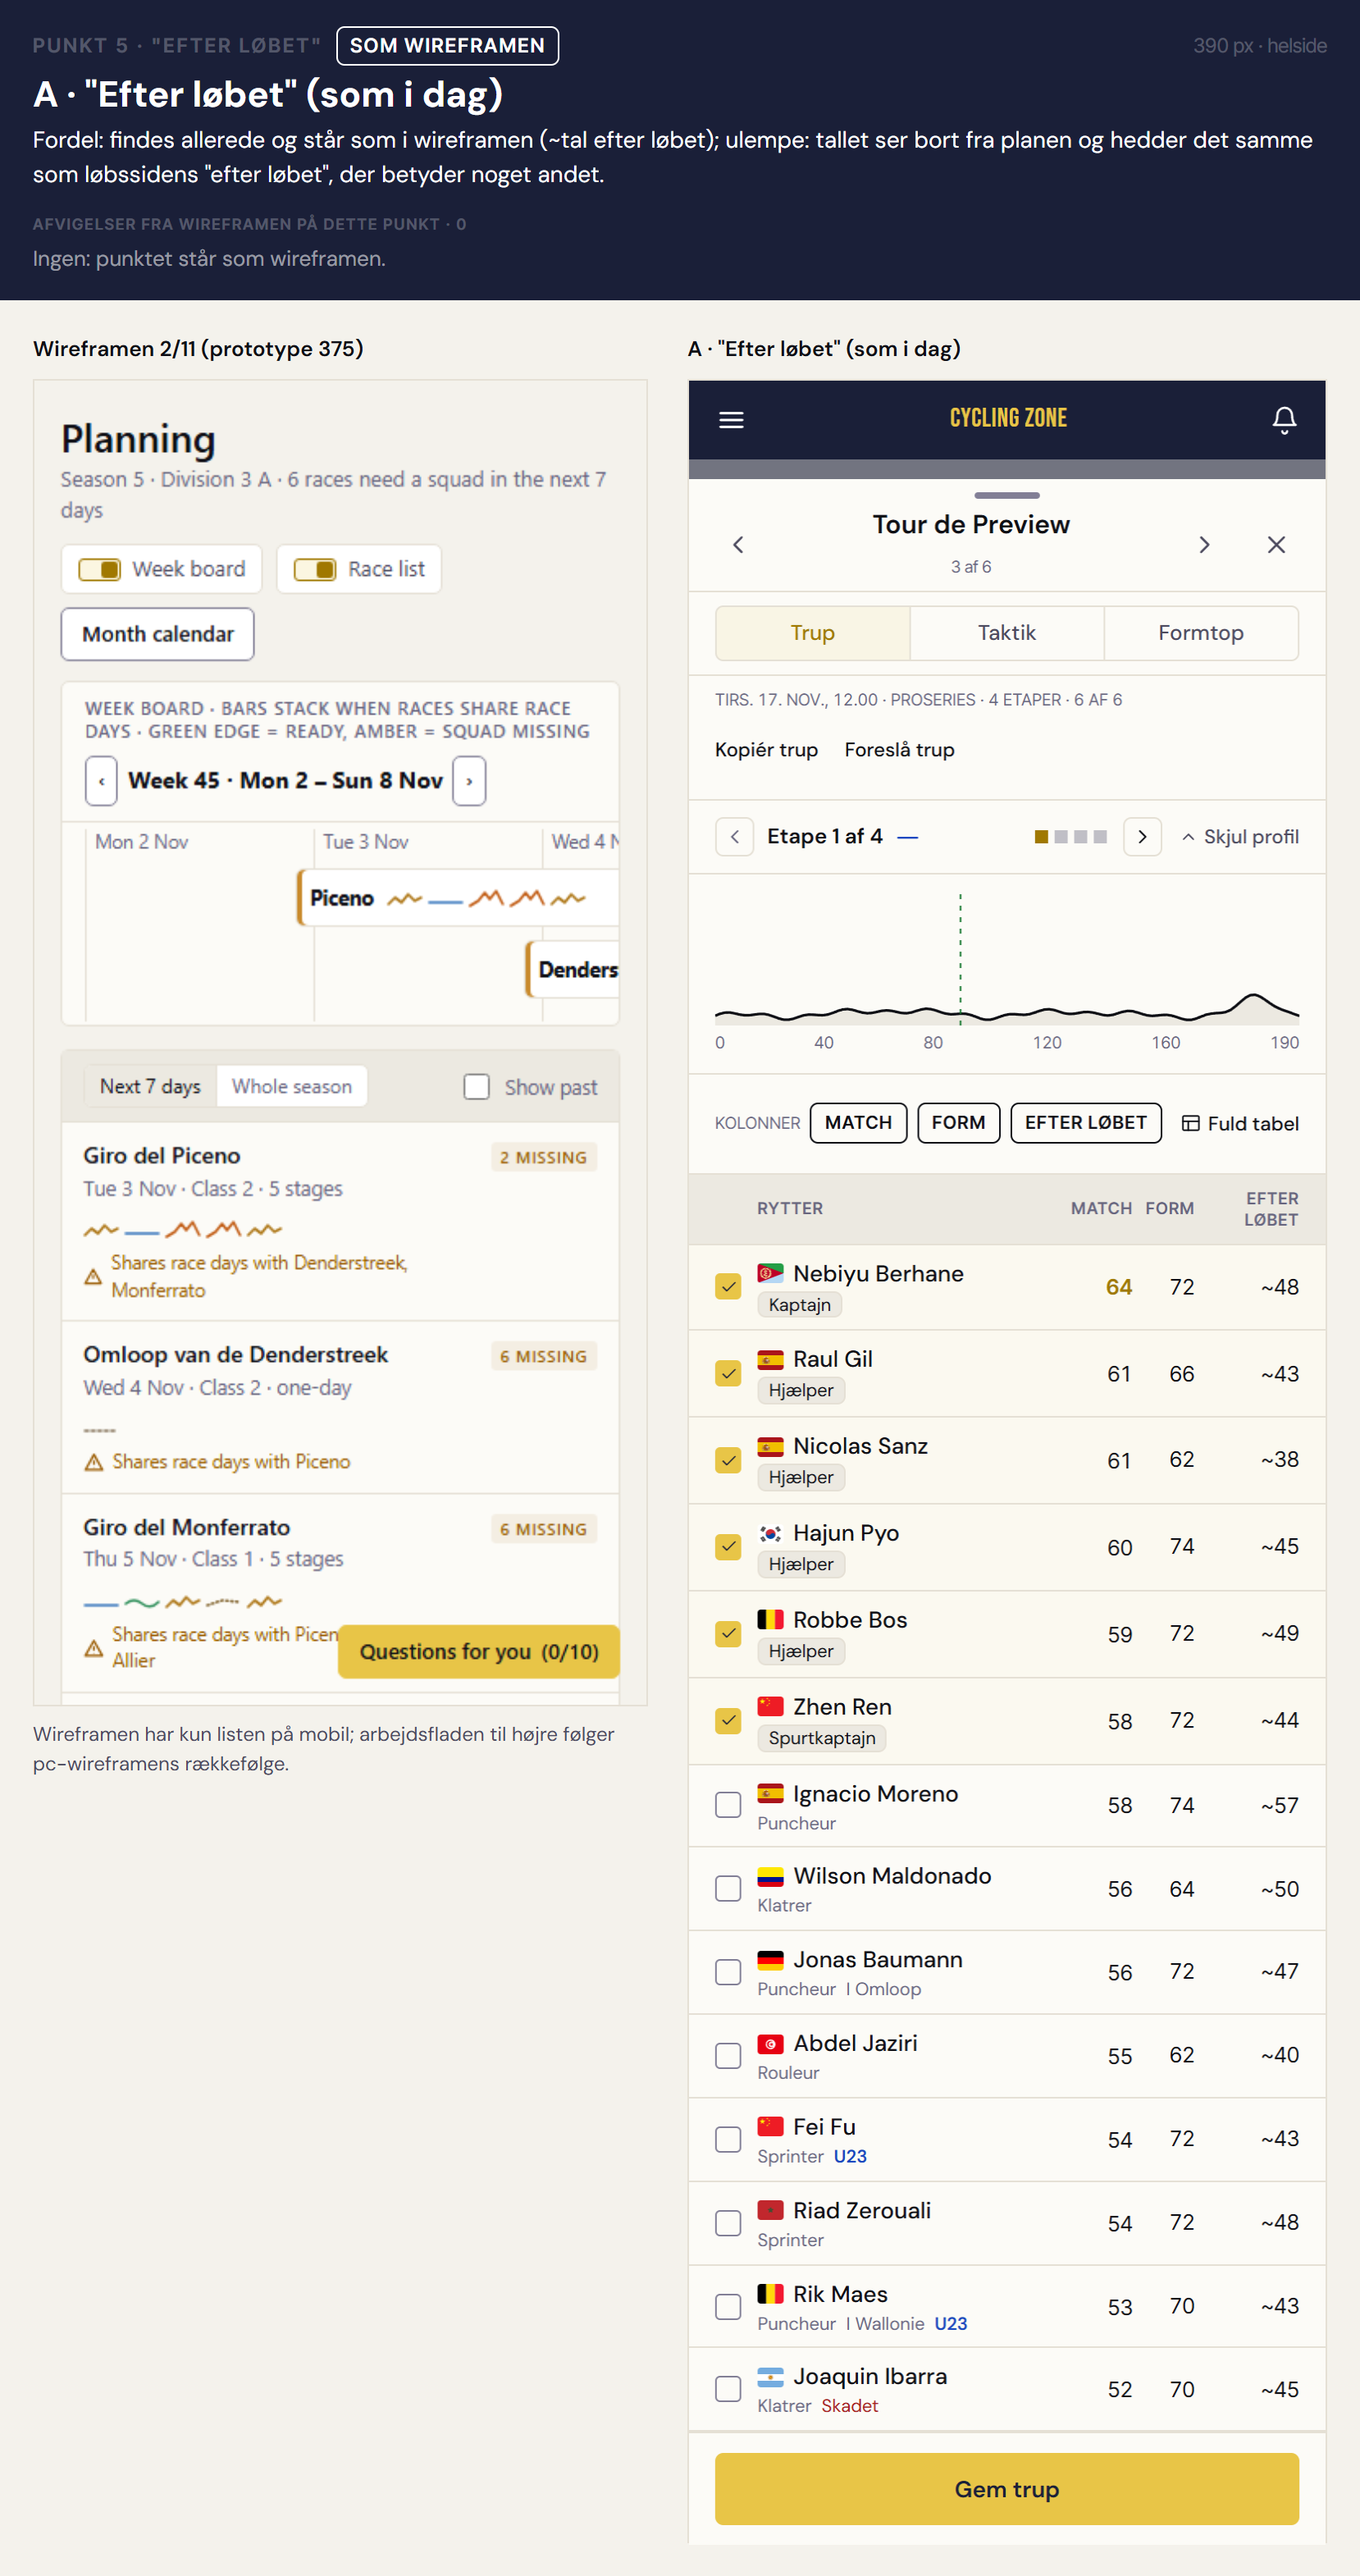 PUNKT 5 · "EFTER LØBET" SOM WIREFRAMEN
390 px · helside
A · "Efter løbet" (som i dag)
Fordel: findes allerede og står som i wireframen (~tal efter løbet); ulempe: tallet ser bort fra planen og hedder det samme
som løbssidens "efter løbet", der betyder noget andet.
AFVIGELSER FRA WIREFRAMEN PÅ DETTE PUNKT · 0
Ingen: punktet står som wireframen.
Wireframen 2/11 (prototype 375)
Planning
Season 5 · Division 3 A · 6 races need a squad in the next 7
days
Week board
Race list
Month calendar
WEEK BOARD · BARS STACK WHEN RACES SHARE RACE
DAYS · GREEN EDGE = READY, AMBER = SQUAD MISSING
‹ Week 45 · Mon 2 – Sun 8 Nov ›
Mon 2 Nov Tue 3 Nov Wed 4 N
Piceno
Denders
Next 7 days Whole season Show past
Giro del Piceno 2 MISSING
Tue 3 Nov · Class 2 · 5 stages
Shares race days with Denderstreek,
Monferrato
Omloop van de Denderstreek 6 MISSING
Wed 4 Nov · Class 2 · one-day
Shares race days with Piceno
Giro del Monferrato 6 MISSING
Thu 5 Nov · Class 1 · 5 stages
Shares race days with Picen
Allier
Questions for you (0/10)
Wireframen har kun listen på mobil; arbejdsfladen til højre følger
pc-wireframens rækkefølge.
A · "Efter løbet" (som i dag)
CYCLING ZONE
Tour de Preview
3 af 6
Trup Taktik Formtop
TIRS. 17. NOV., 12.00 · PROSERIES · 4 ETAPER · 6 AF 6
Kopiér trup Foreslå trup
Etape 1 af 4 Skjul profil
0 40 80 120 160 190
KOLONNER MATCH FORM EFTER LØBET Fuld tabel
RYTTER MATCH FORM EFTER
LØBET
Nebiyu Berhane 64 72 ~48
Kaptajn
Raul Gil 61 66 ~43
Hjælper
Nicolas Sanz 61 62 ~38
Hjælper
Hajun Pyo 60 74 ~45
Hjælper
Robbe Bos 59 72 ~49
Hjælper
Zhen Ren 58 72 ~44
Spurtkaptajn
Ignacio Moreno 58 74 ~57
Puncheur
Wilson Maldonado 56 64 ~50
Klatrer
Jonas Baumann 56 72 ~47
Puncheur I Omloop
Abdel Jaziri 55 62 ~40
Rouleur
Fei Fu 54 72 ~43
Sprinter U23
Riad Zerouali 54 72 ~48
Sprinter
Rik Maes 53 70 ~43
Puncheur I Wallonie U23
Joaquin Ibarra 52 70 ~45
Klatrer Skadet
Gem trup